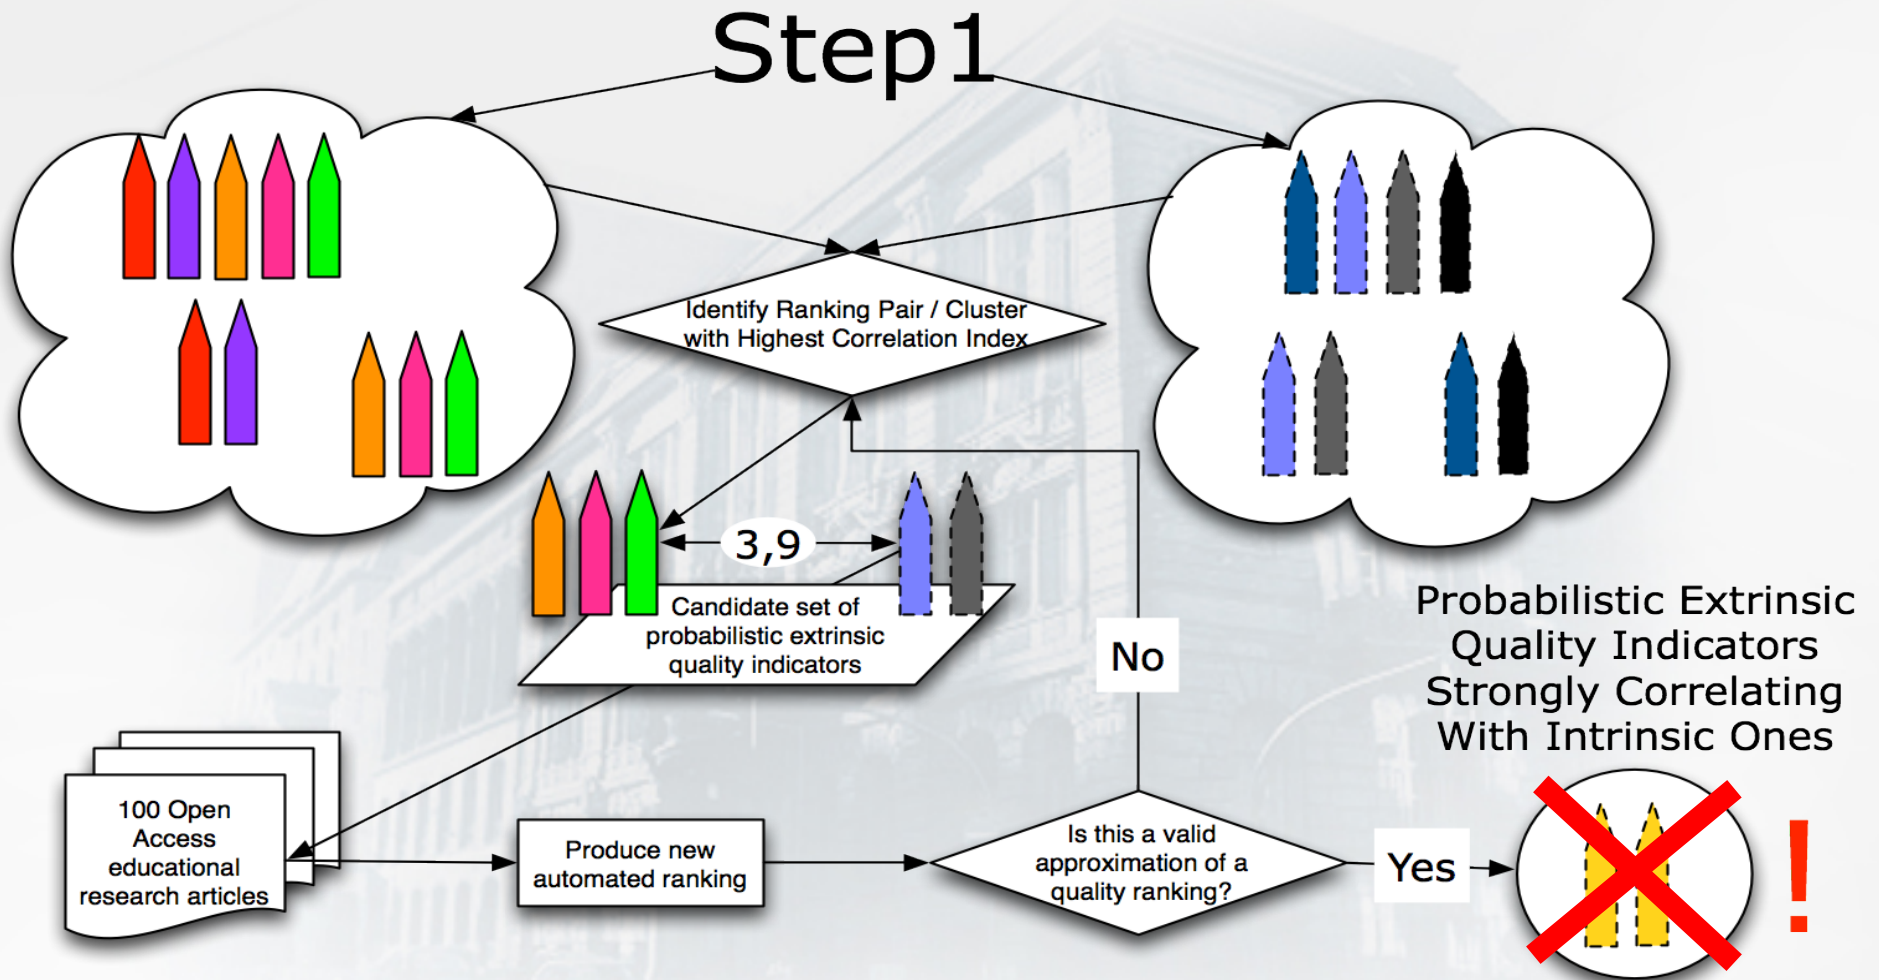 Step1
Identify Ranking Pair / Cluster
with Highest Correlation Index
3,9
Candidate set of
probabilistic extrinsic
quality indicators
No
Probabilistic Extrinsic
Quality Indicators
Strongly Correlating
With Intrinsic Ones
100 Open
Access
educational
research articles
Produce new
automated ranking
Is this a valid
approximation of a
quality ranking?
Yes
!